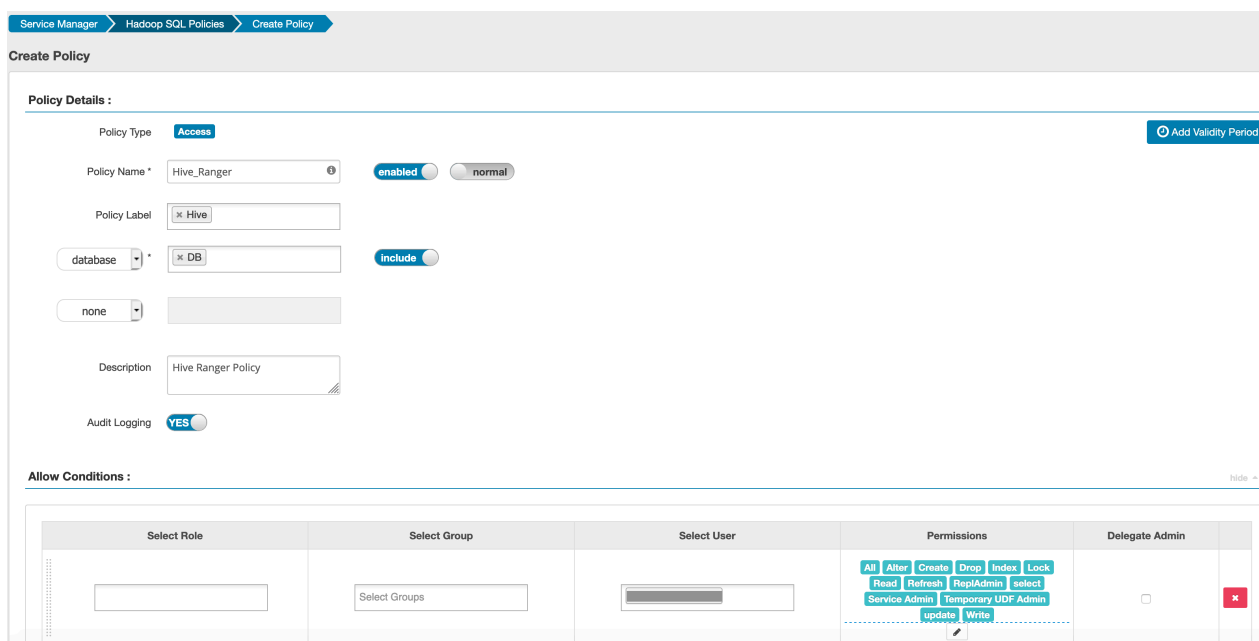 Service Manager Hadoop SQL Policies Create Policy
Create Policy
Policy Details :
Policy Type Access
Add Validity Period
Policy Name * Hive_Ranger enabled normal
Policy Label × Hive
database * × DB include
none
Description Hive Ranger Policy
Audit Logging YES
Allow Conditions :
hide
Select Role Select Group Select User Permissions Delegate Admin
All Alter Create Drop Index Lock
Read Refresh ReplAdmin select
Select Groups
Service Admin Temporary UDF Admin
update Write